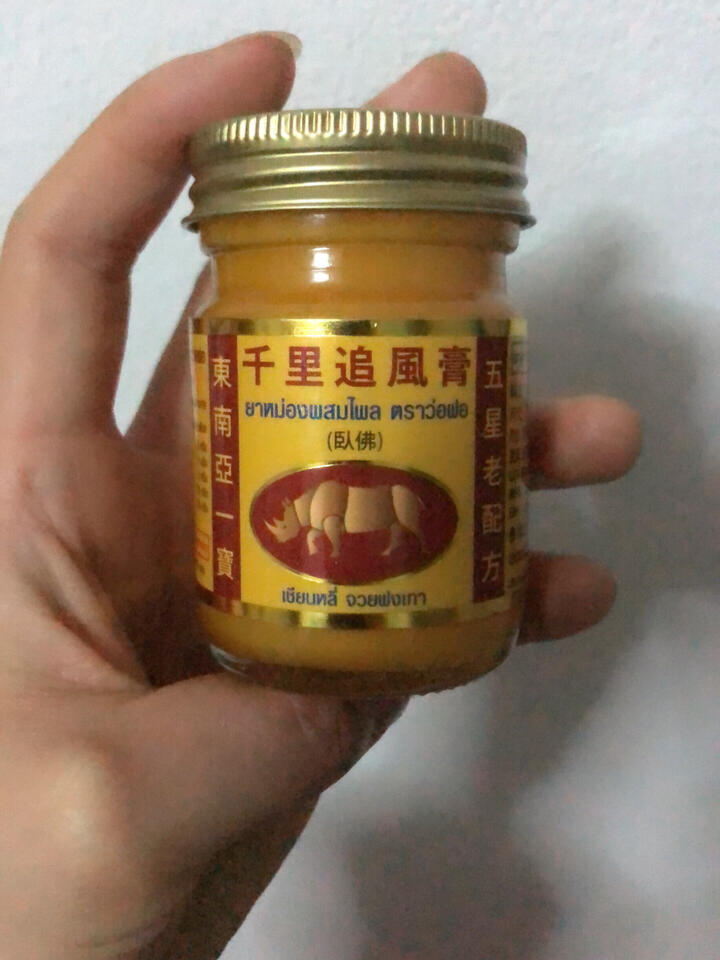 千里追風膏
ยาหม่องผสมไพล ตราว่อฝอ
(臥佛)
เชียนหลี่ จวยฟงเกา
東南亞一寶
五星老配方